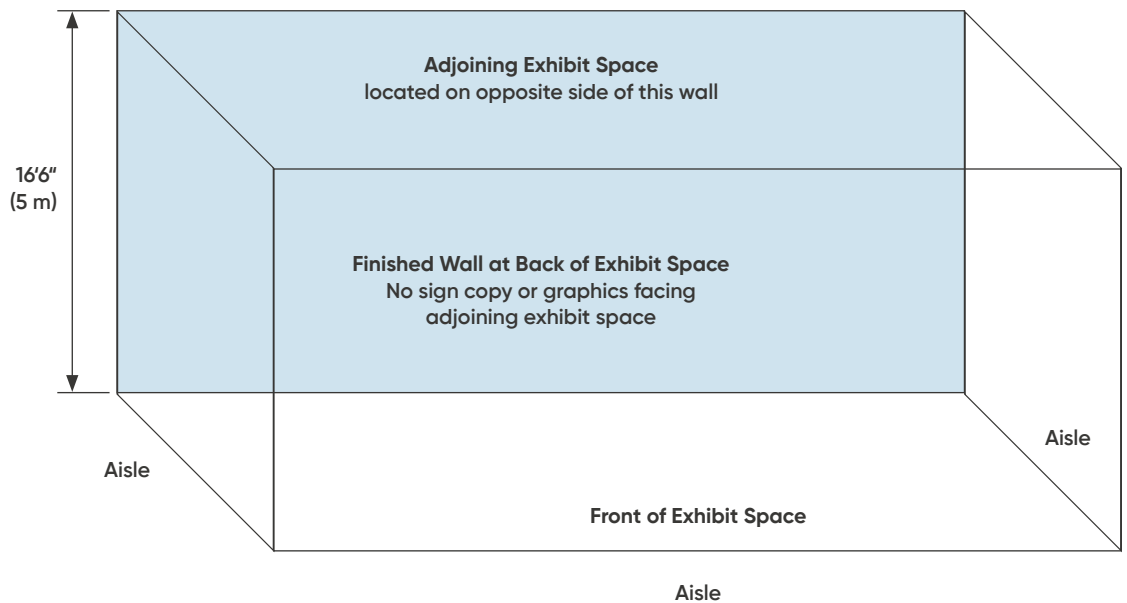 Adjoining Exhibit Space
located on opposite side of this wall
16‘6“
(5 m)
Finished Wall at Back of Exhibit Space
No sign copy or graphics facing
adjoining exhibit space
Aisle
Aisle
Front of Exhibit Space
Aisle